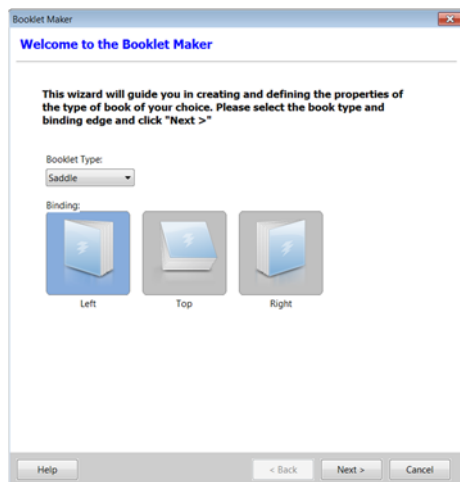 Booklet Maker
Welcome to the Booklet Maker
This wizard will guide you in creating and defining the properties of
the type of book of your choice. Please select the book type and
binding edge and click "Next >"
Booklet Type:
Saddle
Binding:
Left Top Right
Help < Back Next > Cancel